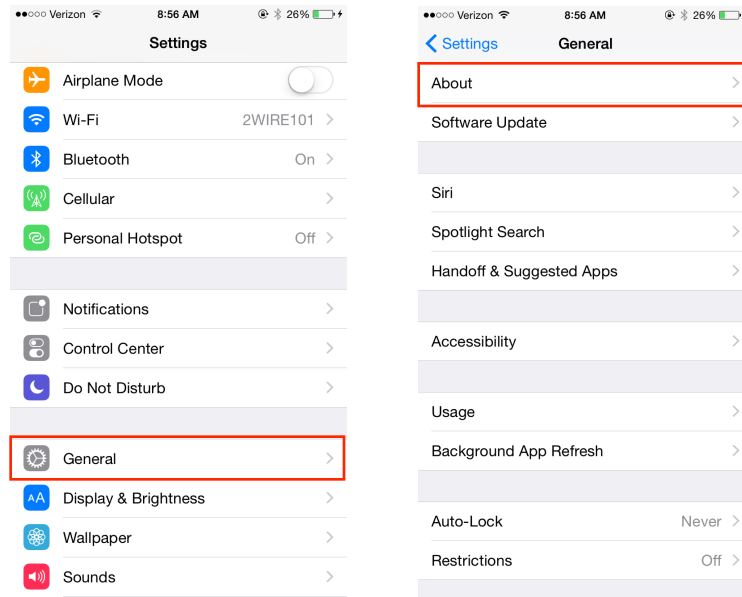 Verizon 8:56 AM 26%
Settings
Airplane Mode
Wi-Fi 2WIRE101
Bluetooth On
Cellular
Personal Hotspot Off
Notifications
Control Center
Do Not Disturb
General
AA Display & Brightness
Wallpaper
Sounds
Verizon 8:56 AM 26%
Settings General
About
Software Update
Siri
Spotlight Search
Handoff & Suggested Apps
Accessibility
Usage
Background App Refresh
Auto-Lock Never
Restrictions Off